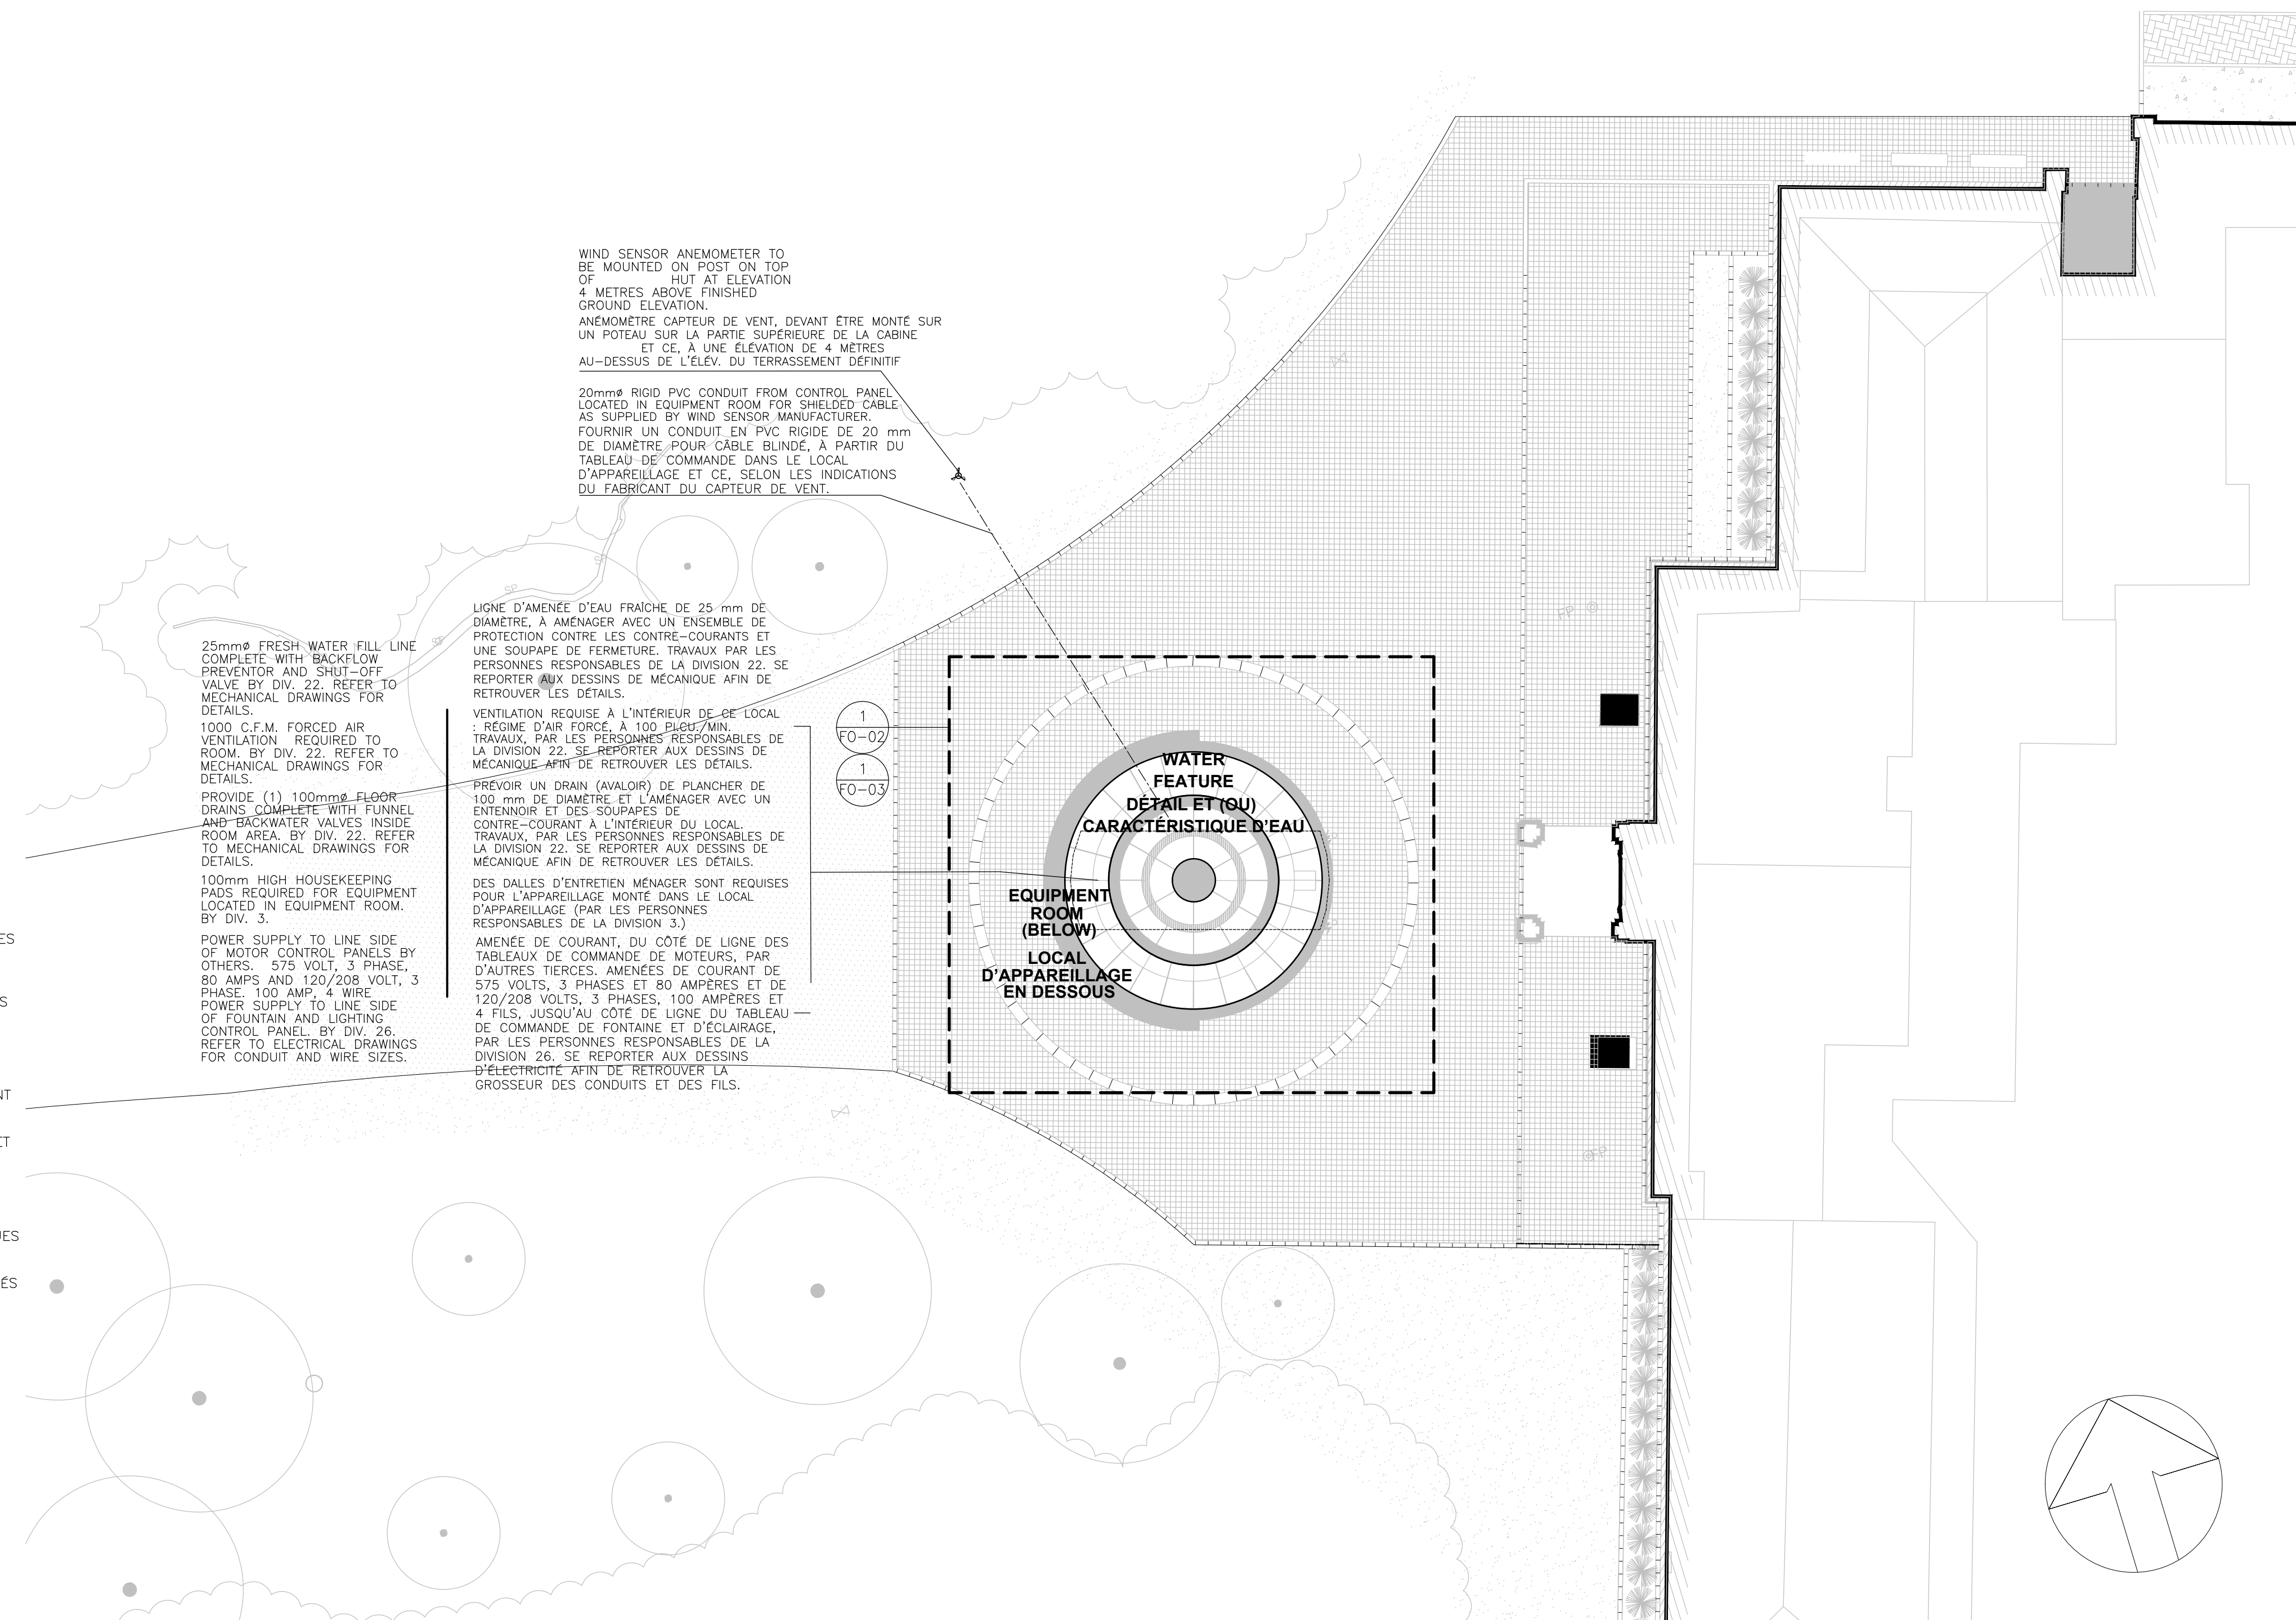 WIND SENSOR ANEMOMETER TO
BE MOUNTED ON POST ON TOP
OF HUT AT ELEVATION
4 METRES ABOVE FINISHED
GROUND ELEVATION.
ANÉMOMÈTRE CAPTEUR DE VENT, DEVANT ÊTRE MONTÉ SUR
UN POTEAU SUR LA PARTIE SUPÉRIEURE DE LA CABINE
ET CE, À UNE ÉLÉVATION DE 4 MÈTRES
AU-DESSUS DE L'ÉLÉV. DU TERRASSEMENT DÉFINITIF
20mmø RIGID PVC CONDUIT FROM CONTROL PANEL
LOCATED IN EQUIPMENT ROOM FOR SHIELDED CABLE
AS SUPPLIED BY WIND SENSOR MANUFACTURER.
FOURNIR UN CONDUIT EN PVC RIGIDE DE 20 mm
DE DIAMÈTRE POUR CÂBLE BLINDÉ, À PARTIR DU
TABLEAU DE COMMANDE DANS LE LOCAL
D'APPAREILLAGE ET CE, SELON LES INDICATIONS
DU FABRICANT DU CAPTEUR DE VENT.
SP
SP
25mmø FRESH WATER FILL LINE
COMPLETE WITH BACKFLOW
PREVENTOR AND SHUT-OFF
VALVE BY DIV. 22. REFER TO
MECHANICAL DRAWINGS FOR
DETAILS.
1000 C.F.M. FORCED AIR
VENTILATION REQUIRED TO
ROOM. BY DIV. 22. REFER TO
MECHANICAL DRAWINGS FOR
DETAILS.
PROVIDE (1) 100mmø FLOOR
DRAINS COMPLETE WITH FUNNEL
AND BACKWATER VALVES INSIDE
ROOM AREA. BY DIV. 22. REFER
TO MECHANICAL DRAWINGS FOR
DETAILS.
100mm HIGH HOUSEKEEPING
PADS REQUIRED FOR EQUIPMENT
LOCATED IN EQUIPMENT ROOM.
BY DIV. 3.
POWER SUPPLY TO LINE SIDE
OF MOTOR CONTROL PANELS BY
OTHERS. 575 VOLT, 3 PHASE,
80 AMPS AND 120/208 VOLT, 3
PHASE. 100 AMP, 4 WIRE
POWER SUPPLY TO LINE SIDE
OF FOUNTAIN AND LIGHTING
CONTROL PANEL. BY DIV. 26.
REFER TO ELECTRICAL DRAWINGS
FOR CONDUIT AND WIRE SIZES.
LIGNE D'AMENÉE D'EAU FRAÎCHE DE 25 mm DE
DIAMÈTRE, À AMÉNAGER AVEC UN ENSEMBLE DE
PROTECTION CONTRE LES CONTRE-COURANTS ET
UNE SOUPAPE DE FERMETURE. TRAVAUX PAR LES
PERSONNES RESPONSABLES DE LA DIVISION 22. SE
REPORTER AUX DESSINS DE MÉCANIQUE AFIN DE
RETROUVER LES DÉTAILS.
VENTILATION REQUISE À L'INTÉRIEUR DE CE LOCAL
: RÉGIME D'AIR FORCÉ, À 100 PI.CU./MIN.
TRAVAUX, PAR LES PERSONNES RESPONSABLES DE
LA DIVISION 22. SE REPORTER AUX DESSINS DE
MÉCANIQUE AFIN DE RETROUVER LES DÉTAILS.
PRÉVOIR UN DRAIN (AVALOIR) DE PLANCHER DE
100 mm DE DIAMÈTRE ET L'AMÉNAGER AVEC UN
ENTENNOIR ET DES SOUPAPES DE
CONTRE-COURANT À L'INTÉRIEUR DU LOCAL.
TRAVAUX, PAR LES PERSONNES RESPONSABLES DE
LA DIVISION 22. SE REPORTER AUX DESSINS DE
MÉCANIQUE AFIN DE RETROUVER LES DÉTAILS.
DES DALLES D'ENTRETIEN MÉNAGER SONT REQUISES
POUR L'APPAREILLAGE MONTÉ DANS LE LOCAL
D'APPAREILLAGE (PAR LES PERSONNES
RESPONSABLES DE LA DIVISION 3.)
AMENÉE DE COURANT, DU CÔTÉ DE LIGNE DES
TABLEAUX DE COMMANDE DE MOTEURS, PAR
D'AUTRES TIERCES. AMENÉES DE COURANT DE
575 VOLTS, 3 PHASES ET 80 AMPÈRES ET DE
120/208 VOLTS, 3 PHASES, 100 AMPÈRES ET
4 FILS, JUSQU'AU CÔTÉ DE LIGNE DU TABLEAU
DE COMMANDE DE FONTAINE ET D'ÉCLAIRAGE,
PAR LES PERSONNES RESPONSABLES DE LA
DIVISION 26. SE REPORTER AUX DESSINS
D'ÉLECTRICITÉ AFIN DE RETROUVER LA
GROSSEUR DES CONDUITS ET DES FILS.
1
FO-02
1
FO-03
WATER
FEATURE
DÉTAIL ET (OU)
CARACTÉRISTIQUE D'EAU
EQUIPMENT
ROOM
(BELOW)
LOCAL
D'APPAREILLAGE
EN DESSOUS
FP
FP
ES
S
NT
ET
UES
ÉS